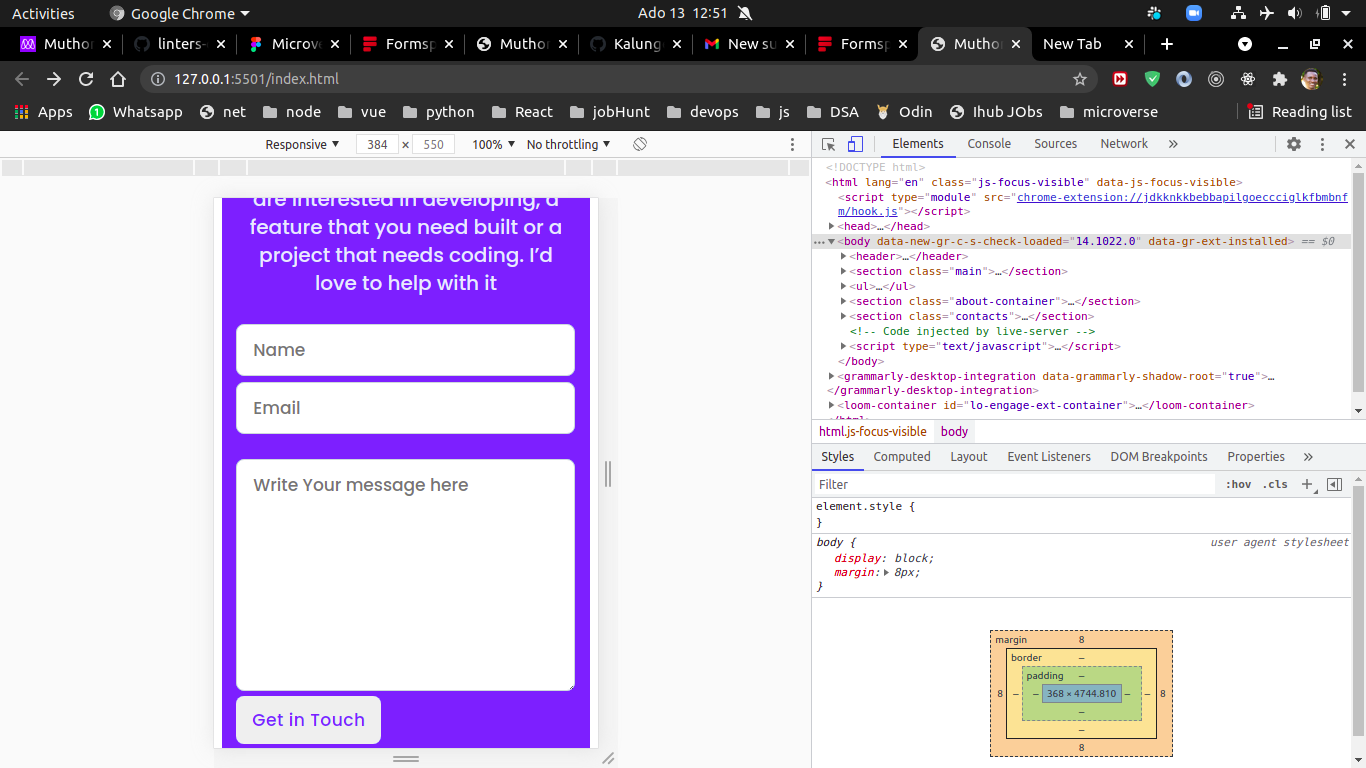 Activities
Google Chrome
Ado 13 12:51
Muthor
linters-
Microve
Formsp
Muthor
Kalung
New su
Formsp
Muthor
New Tab
127.0.0.1:5501/index.html
Apps
1
Whatsapp
net
node
vue
python
React
jobHunt
devops
js
DSA
Odin
Ihub JObs
microverse
Reading list
Responsive
384 × 550
100%
No throttling
are interested in developing, a
feature that you need built or a
project that needs coding. I’d
love to help with it
Name
Email
Write Your message here
Get in Touch
Elements
Console
Sources
Network
<!DOCTYPE html>
<html lang="en" class="js-focus-visible" data-js-focus-visible>
<script type="module" src="chrome-extension://jdkknkkbebbapilgoeccciglkfbmbnf
m/hook.js"></script>
<head>…</head>
<body data-new-gr-c-s-check-loaded="14.1022.0" data-gr-ext-installed> == $0
<header>…</header>
<section class="main">…</section>
<ul>…</ul>
<section class="about-container">…</section>
<section class="contacts">…</section>
<!-- Code injected by live-server -->
<script type="text/javascript">…</script>
</body>
<grammarly-desktop-integration data-grammarly-shadow-root="true">…
</grammarly-desktop-integration>
<loom-container id="lo-engage-ext-container">…</loom-container>
html.js-focus-visible
body
Styles
Computed
Layout
Event Listeners
DOM Breakpoints
Properties
Filter
:hov
.cls
element.style {
}
body {
user agent stylesheet
display: block;
margin: 8px;
}
margin
8
border
–
padding
–
8
–
–
368 × 4744.810
–
–
8
–
–
8